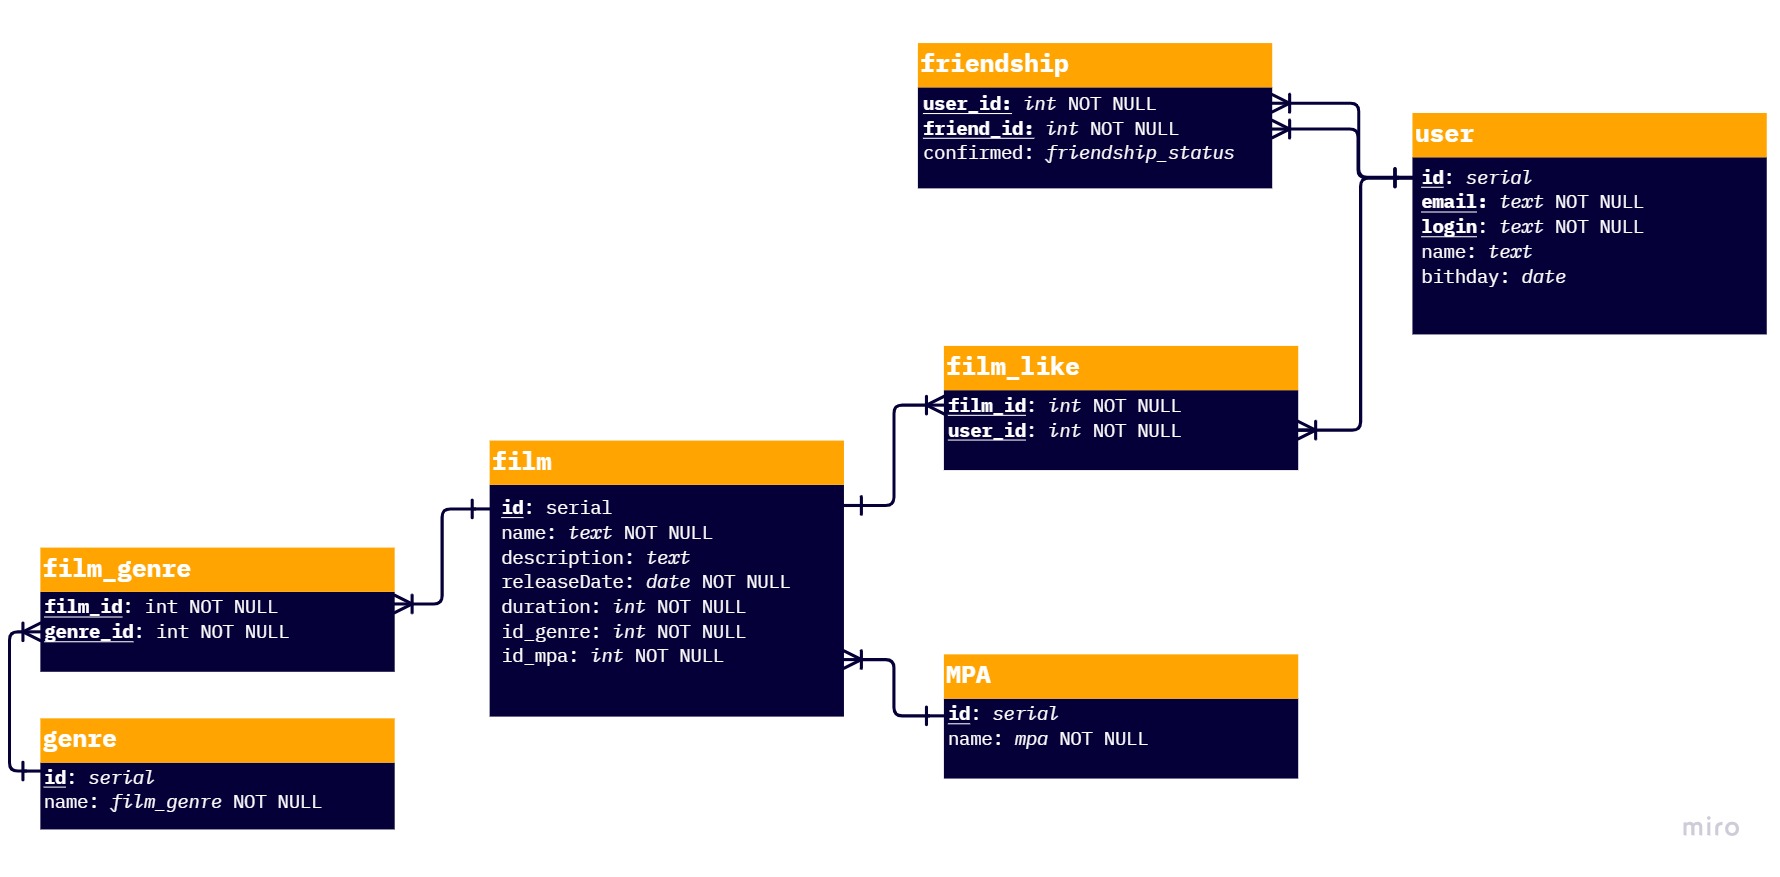 friendship
user_id: int NOT NULL
friend_id: int NOT NULL
confirmed: friendship_status
user
id: serial
email: text NOT NULL
login: text NOT NULL
name: text
bithday: date
film_like
film_id: int NOT NULL
user_id: int NOT NULL
film
id: serial
name: text NOT NULL
description: text
releaseDate: date NOT NULL
duration: int NOT NULL
id_genre: int NOT NULL
id_mpa: int NOT NULL
film_genre
film_id: int NOT NULL
genre_id: int NOT NULL
MPA
id: serial
name: mpa NOT NULL
genre
id: serial
name: film_genre NOT NULL
miro